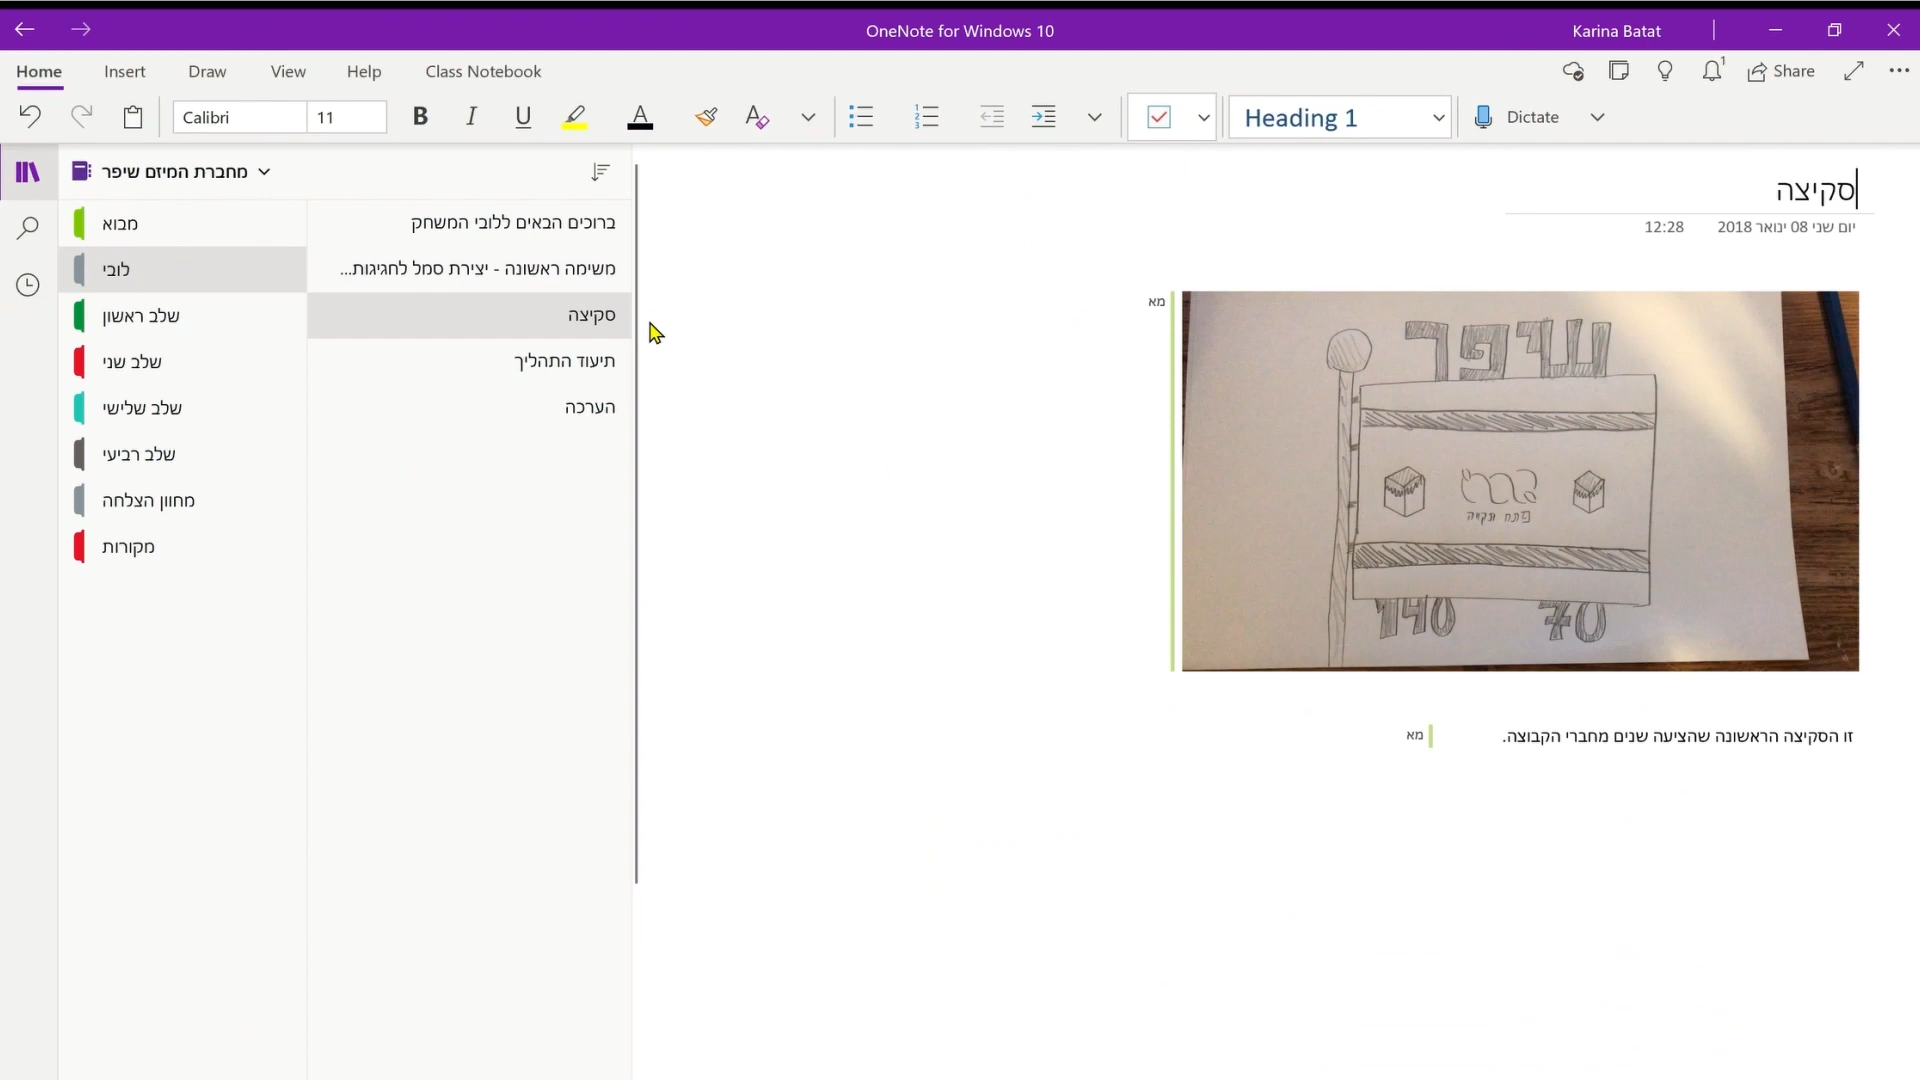 OneNote for Windows 10
Karina Batat
Home Insert Draw View Help Class Notebook
1
Share
Calibri 11 B I U A A
Heading 1
Dictate
מחברת המיזם שיפר
מבוא
לובי
שלב ראשון
שלב שני
שלב שלישי
שלב רביעי
מחוון הצלחה
מקורות
ברוכים הבאים ללובי המשחק
משימה ראשונה - יצירת סמל לחגיגות...
סקיצה
תיעוד התהליך
הערכה
סקיצה
יום שני 08 ינואר 2018 12:28
מא
שיפר
פתח תקווה
140 70
זו הסקיצה הראשונה שהציעה שנים מחברי הקבוצה.
מא